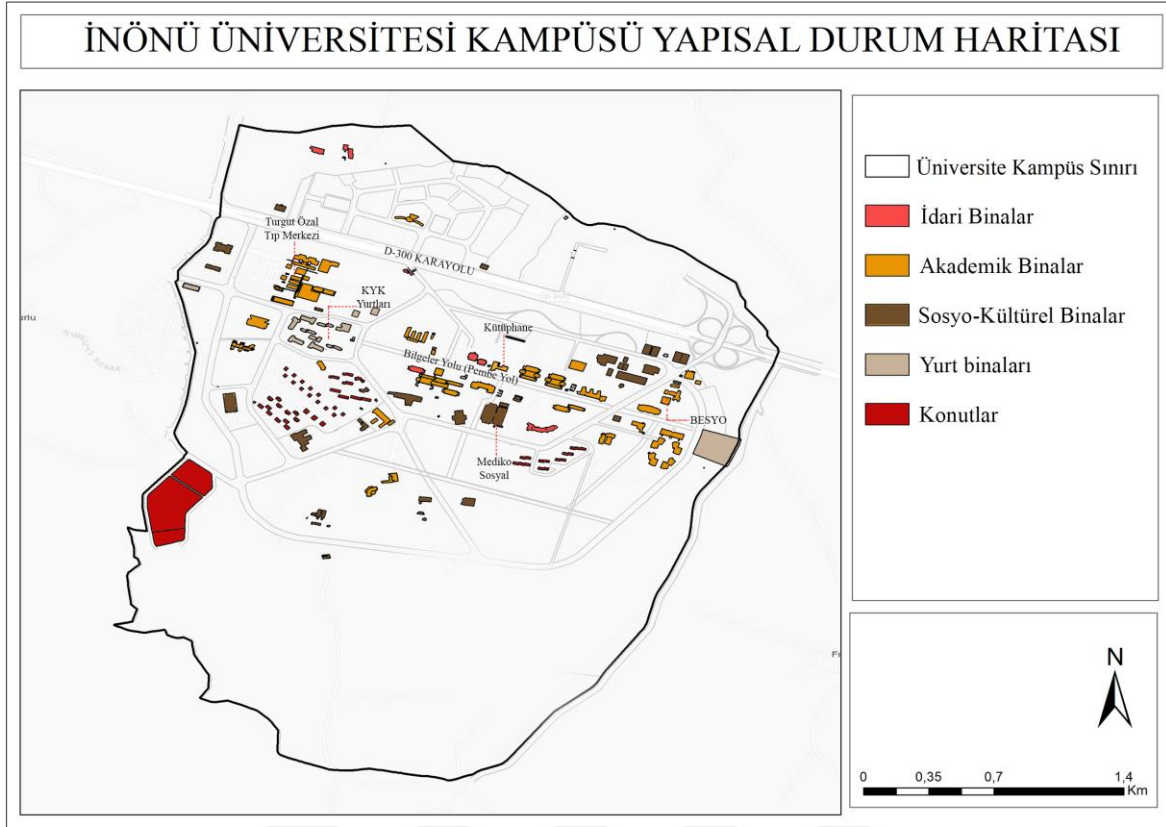 İNÖNÜ ÜNİVERSİTESİ KAMPÜSÜ YAPISAL DURUM HARİTASI
Turgut Özal
Tıp Merkezi
D-300 KARAYOLU
KYK
Yurtları
Kütüphane
Bilgeler Yolu (Pembe Yol)
BESYO
Mediko
Sosyal
urlu
Fr
Üniversite Kampüs Sınırı
İdari Binalar
Akademik Binalar
Sosyo-Kültürel Binalar
Yurt binaları
Konutlar
N
0 0,35 0,7 1,4
Km